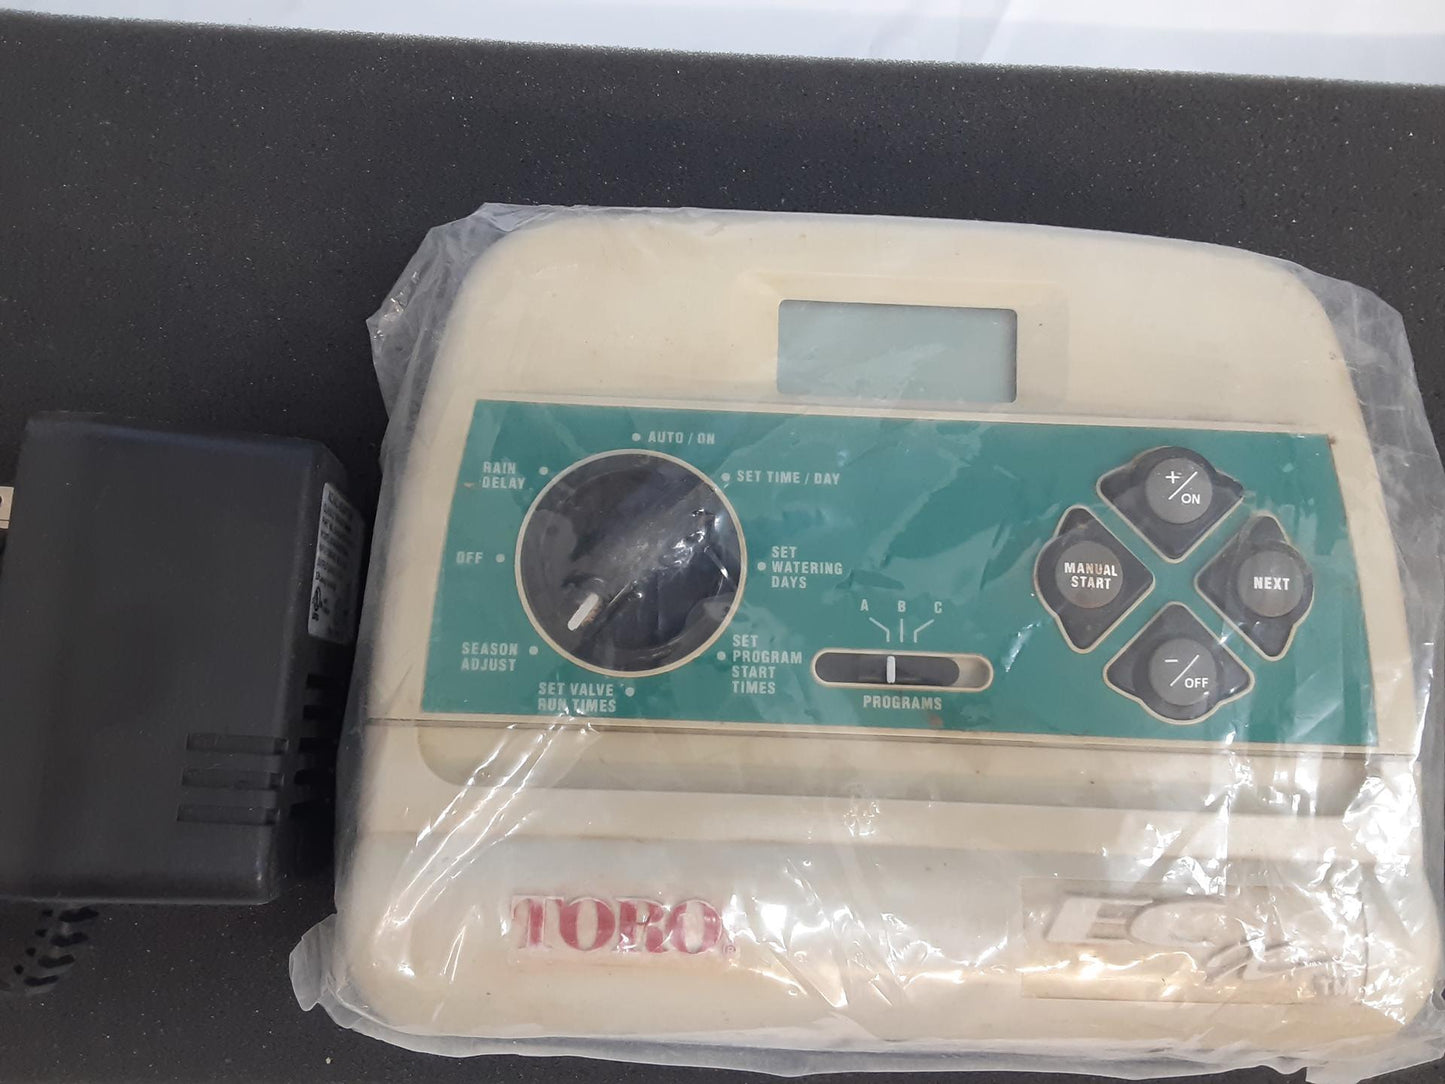 AUTO / ON
RAIN
DELAY
SET TIME / DAY
OFF
SET
WATERING
DAYS
SEASON
ADJUST
SET VALVE
RUN TIMES
SET
PROGRAM
START
TIMES
A B C
PROGRAMS
+/ON
MANUAL
START
NEXT
-/OFF
TORO®